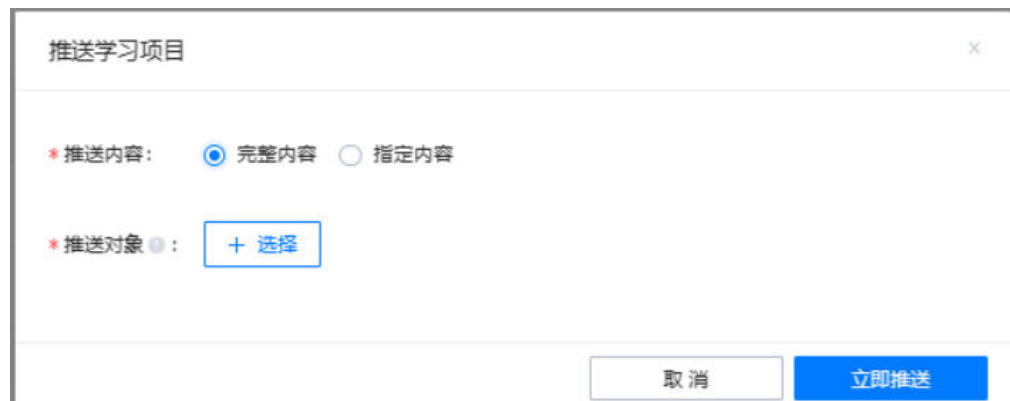 推送学习项目
* 推送内容： 完整内容 指定内容
* 推送对象 ： + 选择
取消 立即推送